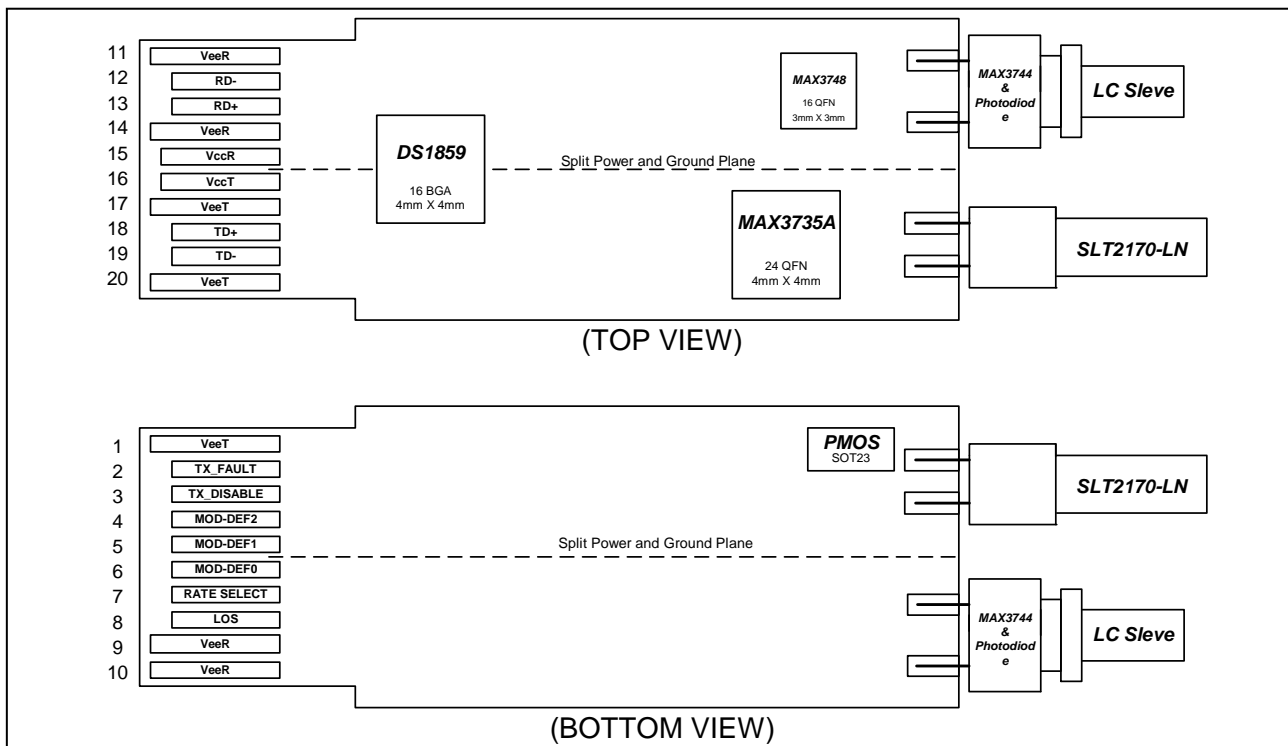 11 VeeR
12 RD-
13 RD+
14 VeeR
15 VccR
16 VccT
17 VeeT
18 TD+
19 TD-
20 VeeT
DS1859
16 BGA
4mm X 4mm
Split Power and Ground Plane
MAX3748
16 QFN
3mm X 3mm
MAX3735A
24 QFN
4mm X 4mm
MAX3744
&
Photodiod
e
LC Sleve
SLT2170-LN
(TOP VIEW)
1 VeeT
2 TX_FAULT
3 TX_DISABLE
4 MOD-DEF2
5 MOD-DEF1
6 MOD-DEF0
7 RATE SELECT
8 LOS
9 VeeR
10 VeeR
Split Power and Ground Plane
PMOS
SOT23
SLT2170-LN
MAX3744
&
Photodiod
e
LC Sleve
(BOTTOM VIEW)